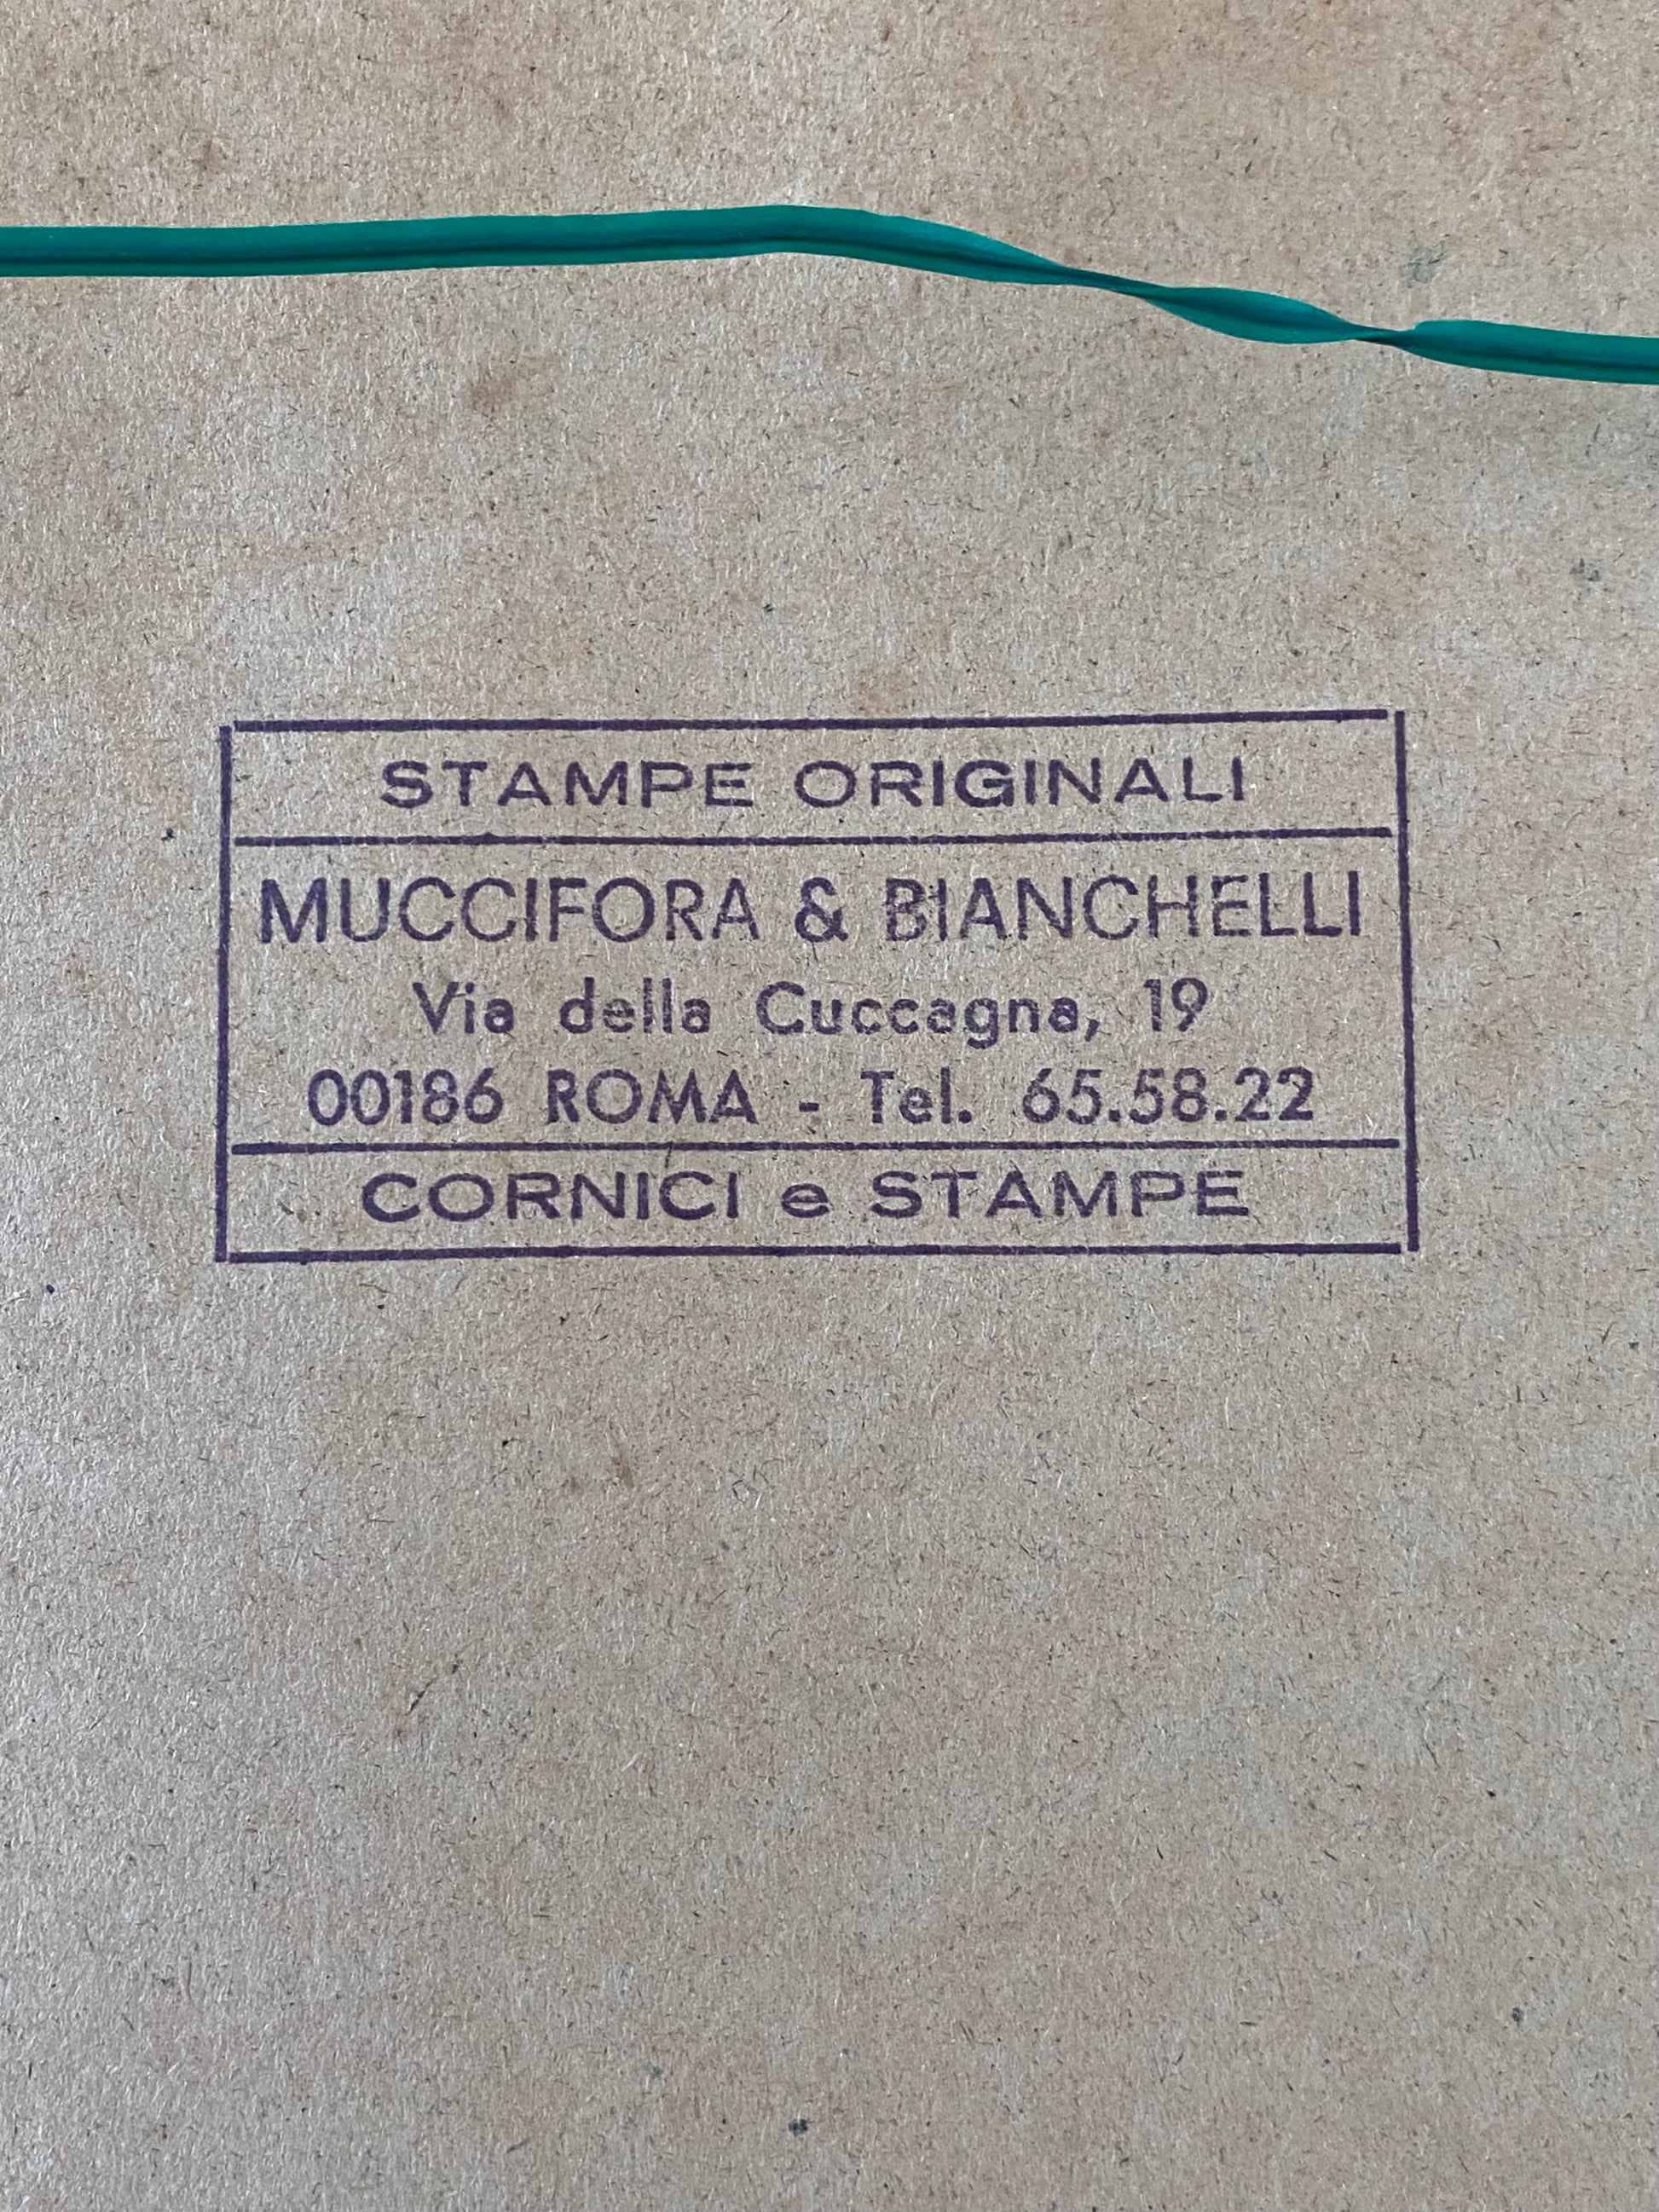 STAMPE ORIGINALI
MUCCIFORA & BIANCHELLI
Via della Cuccagna, 19
00186 ROMA - Tel. 65.58.22
CORNICI e STAMPE